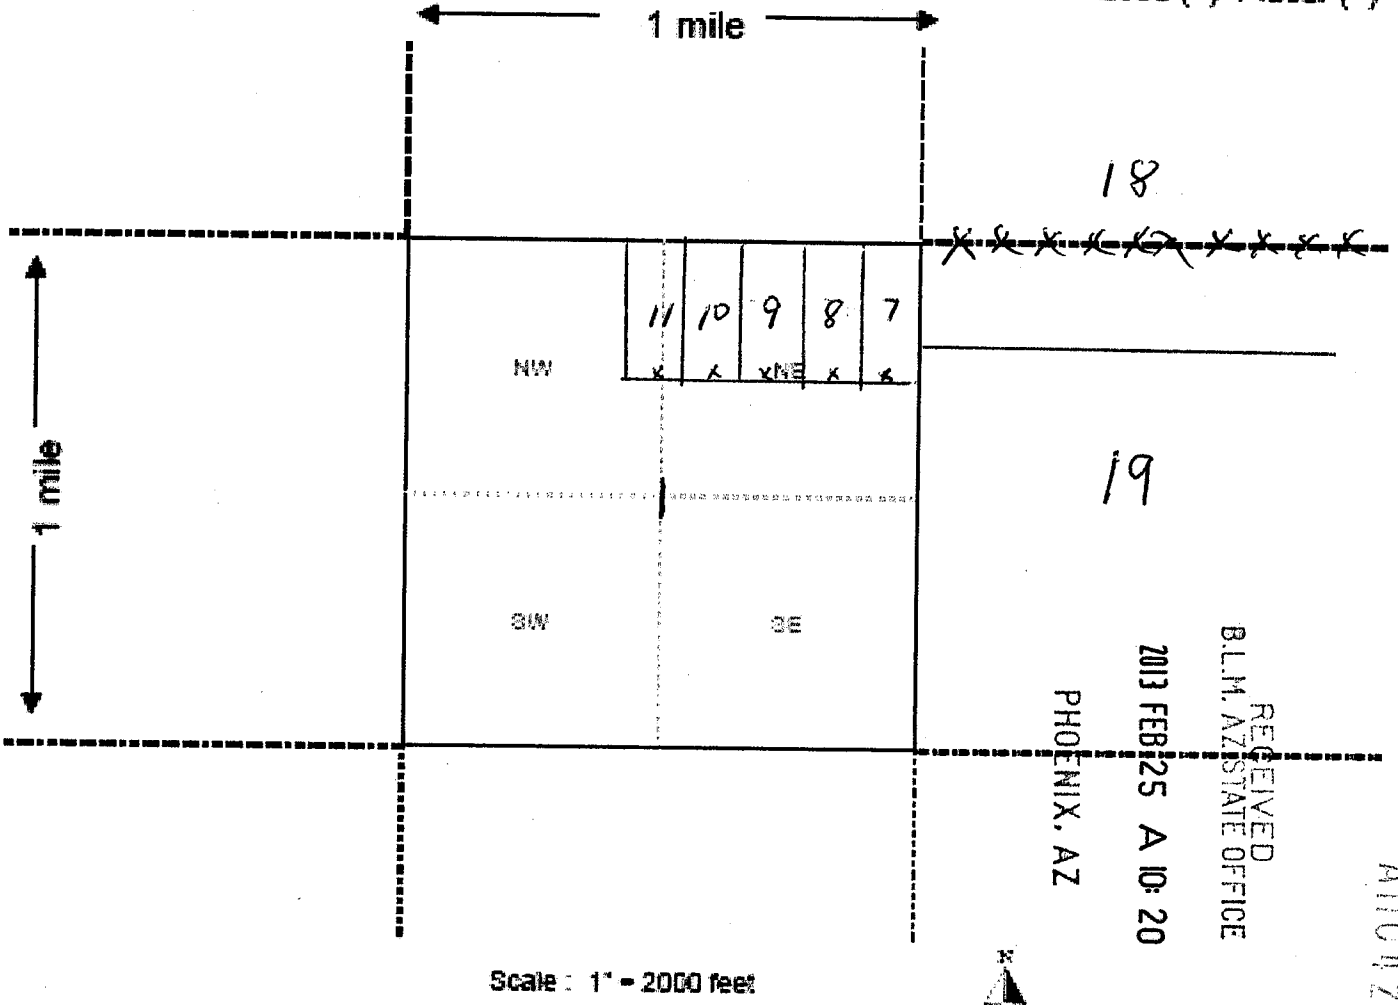 1 mile
18
X X X X X X X X X X
11 10 9 8 7
NW
x x x NE x x
1 mile
19
SW
SE
RECEIVED
B.L.M. AZ STATE OFFICE
2013 FEB 25 A 10: 20
PHOENIX, AZ
N
Scale : 1" = 2000 feet